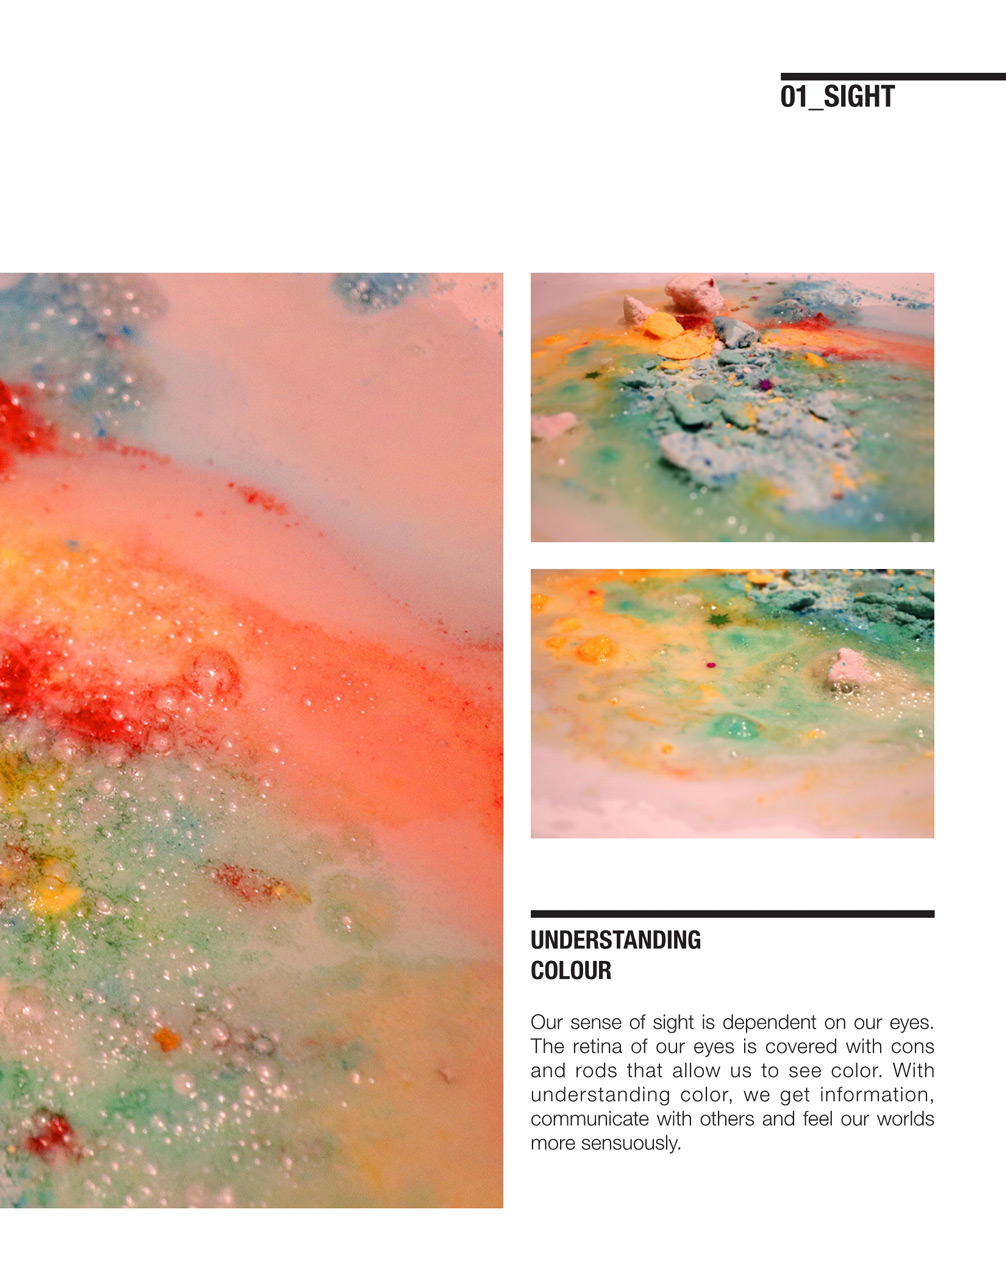 01_SIGHT
UNDERSTANDING
COLOUR
Our sense of sight is dependent on our eyes.
The retina of our eyes is covered with cons
and rods that allow us to see color. With
understanding color, we get information,
communicate with others and feel our worlds
more sensuously.